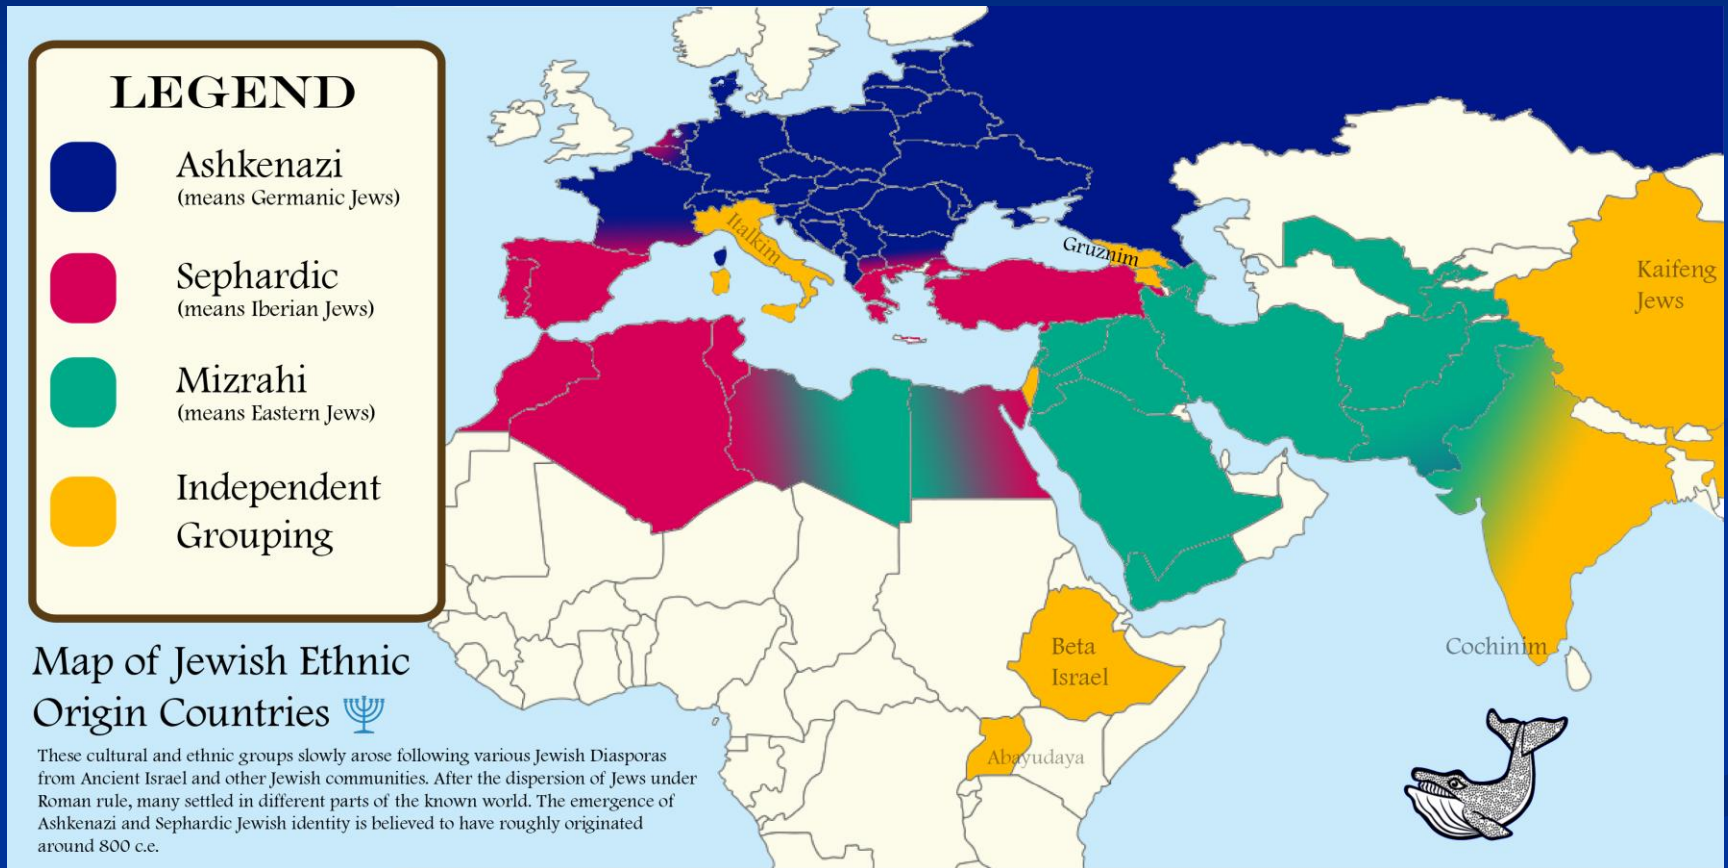 LEGEND
Ashkenazi
(means Germanic Jews)
Sephardic
(means Iberian Jews)
Mizrahi
(means Eastern Jews)
Independent
Grouping
Map of Jewish Ethnic
Origin Countries
These cultural and ethnic groups slowly arose following various Jewish Diasporas
from Ancient Israel and other Jewish communities. After the dispersion of Jews under
Roman rule, many settled in different parts of the known world. The emergence of
Ashkenazi and Sephardic Jewish identity is believed to have roughly originated
around 800 c.e.
Italkim
Gruznim
Kaifeng
Jews
Beta
Israel
Cochinim
Abayudaya